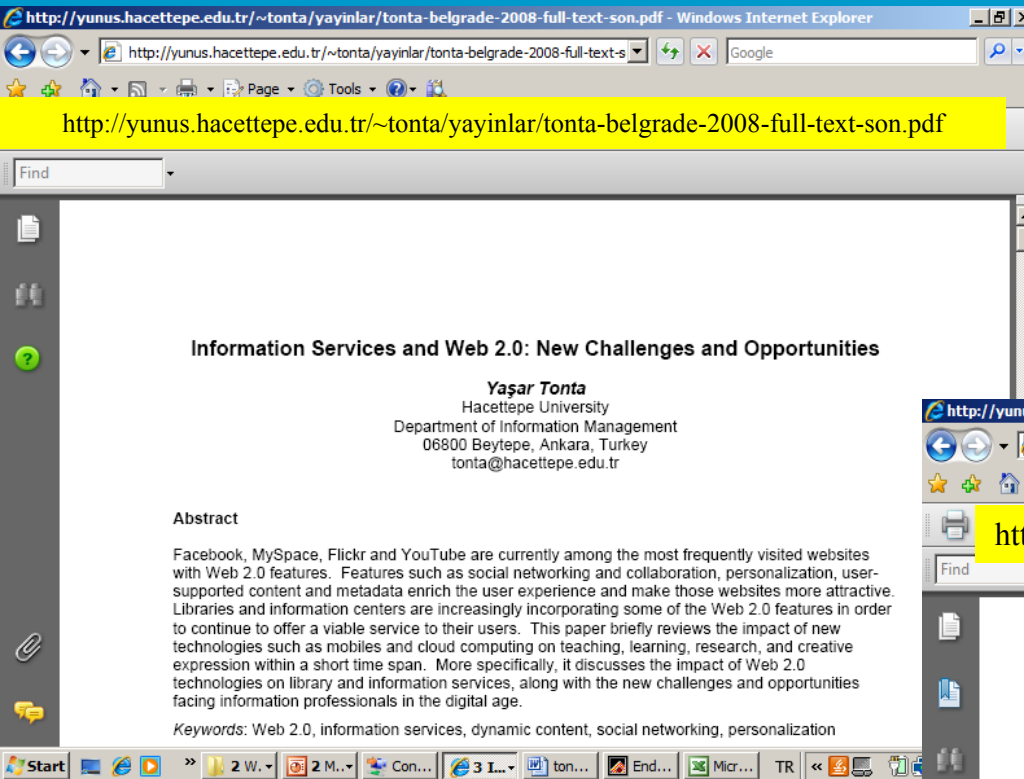 http://yunus.hacettepe.edu.tr/~tonta/yayinlar/tonta-belgrade-2008-full-text-son.pdf - Windows Internet Explorer
http://yunus.hacettepe.edu.tr/~tonta/yayinlar/tonta-belgrade-2008-full-text-s
Google
Page Tools
http://yunus.hacettepe.edu.tr/~tonta/yayinlar/tonta-belgrade-2008-full-text-son.pdf
Find
Information Services and Web 2.0: New Challenges and Opportunities
Yaşar Tonta
Hacettepe University
Department of Information Management
06800 Beytepe, Ankara, Turkey
tonta@hacettepe.edu.tr
Abstract
Facebook, MySpace, Flickr and YouTube are currently among the most frequently visited websites
with Web 2.0 features. Features such as social networking and collaboration, personalization, user-
supported content and metadata enrich the user experience and make those websites more attractive.
Libraries and information centers are increasingly incorporating some of the Web 2.0 features in order
to continue to offer a viable service to their users. This paper briefly reviews the impact of new
technologies such as mobiles and cloud computing on teaching, learning, research, and creative
expression within a short time span. More specifically, it discusses the impact of Web 2.0
technologies on library and information services, along with the new challenges and opportunities
facing information professionals in the digital age.
Keywords: Web 2.0, information services, dynamic content, social networking, personalization
http://yun
htt
Find
Start » 2 W. 2 M.. Con... 3 I... ton... End... Micr... TR «